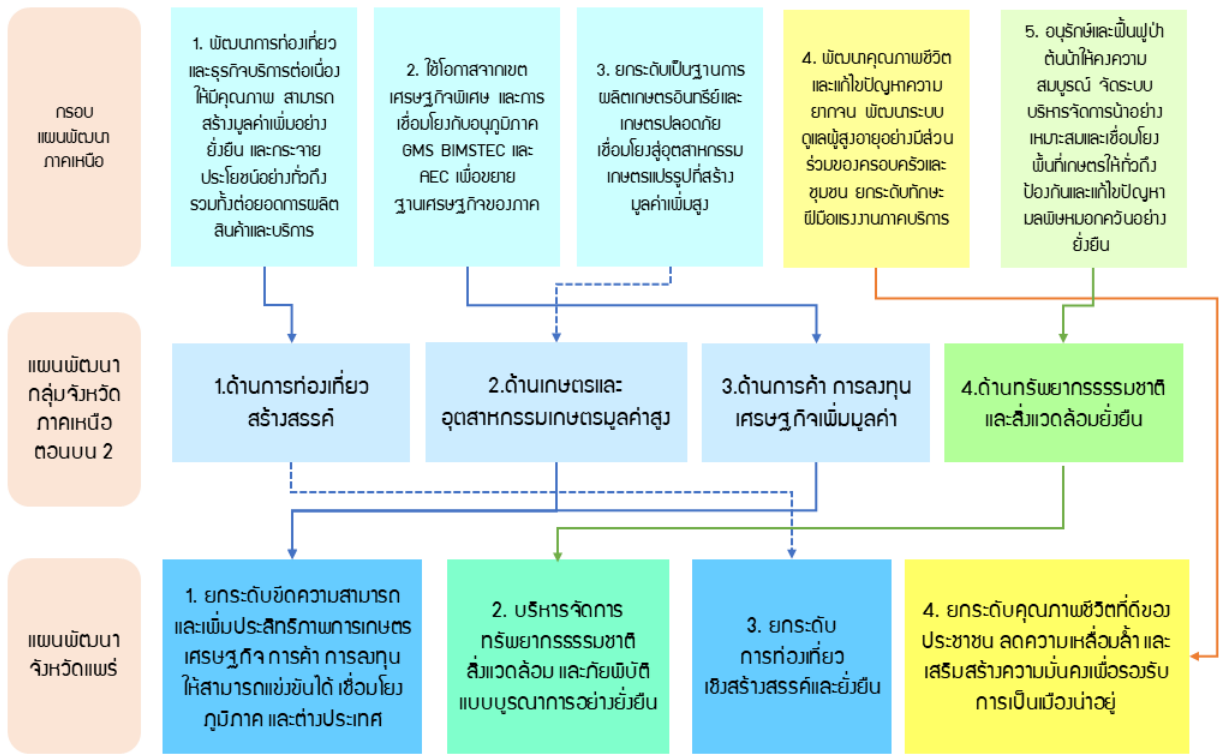 กรอบ
แผนพัฒนา
ภาคเหนือ
1. พัฒนาการท่องเที่ยว
และธุรกิจบริการต่อเนื่อง
ให้มีคุณภาพ สามารถ
สร้างมูลค่าเพิ่มอย่าง
ยั่งยืน และกระจาย
ประโยชน์อย่างทั่วถึง
รวมทั้งต่อยอดการผลิต
สินค้าและบริการ
2. ใช้โอกาสจากเขต
เศรษฐกิจพิเศษ และการ
เชื่อมโยงกับอนุภูมิภาค
GMS BIMSTEC และ
AEC เพื่อขยาย
ฐานเศรษฐกิจของภาค
3. ยกระดับเป็นฐานการ
ผลิตเกษตรอินทรีย์และ
เกษตรปลอดภัย
เชื่อมโยงสู่อุตสาหกรรม
เกษตรแปรรูปที่สร้าง
มูลค่าเพิ่มสูง
4. พัฒนาคุณภาพชีวิต
และแก้ไขปัญหาความ
ยากจน พัฒนาระบบ
ดูแลผู้สูงอายุอย่างมีส่วน
ร่วมของครอบครัวและ
ชุมชน ยกระดับทักษะ
ฝีมือแรงงานภาคบริการ
5. อนุรักษ์และฟื้นฟูป่า
ต้นน้ำให้คงความ
สมบูรณ์ จัดระบบ
บริหารจัดการน้ำอย่าง
เหมาะสมและเชื่อมโยง
พื้นที่เกษตรให้ทั่วถึง
ป้องกันและแก้ไขปัญหา
มลพิษหมอกควันอย่าง
ยั่งยืน
แผนพัฒนา
กลุ่มจังหวัด
ภาคเหนือ
ตอนบน 2
1.ด้านการท่องเที่ยว
สร้างสรรค์
2.ด้านเกษตรและ
อุตสาหกรรมเกษตรมูลค่าสูง
3.ด้านการค้า การลงทุน
เศรษฐกิจเพิ่มมูลค่า
4.ด้านทรัพยากรธรรมชาติ
และสิ่งแวดล้อมยั่งยืน
แผนพัฒนา
จังหวัดแพร่
1. ยกระดับขีดความสามารถ
และเพิ่มประสิทธิภาพการเกษตร
เศรษฐกิจ การค้า การลงทุน
ให้สามารถแข่งขันได้ เชื่อมโยง
ภูมิภาค และต่างประเทศ
2. บริหารจัดการ
ทรัพยากรธรรมชาติ
สิ่งแวดล้อม และภัยพิบัติ
แบบบูรณาการอย่างยั่งยืน
3. ยกระดับ
การท่องเที่ยว
เชิงสร้างสรรค์และยั่งยืน
4. ยกระดับคุณภาพชีวิตที่ดีของ
ประชาชน ลดความเหลื่อมล้ำ และ
เสริมสร้างความมั่นคงเพื่อรองรับ
การเป็นเมืองน่าอยู่